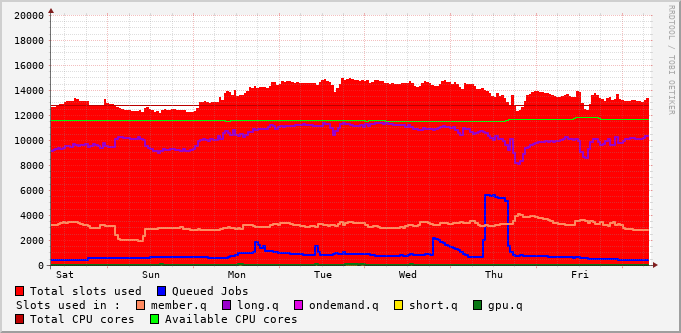 20000
18000
16000
14000
12000
10000
8000
6000
4000
2000
0
Sat Sun Mon Tue Wed Thu Fri
RRDTOOL / TOBI OETIKER
Total slots used Queued Jobs
Slots used in : member.q long.q ondemand.q short.q gpu.q
Total CPU cores Available CPU cores